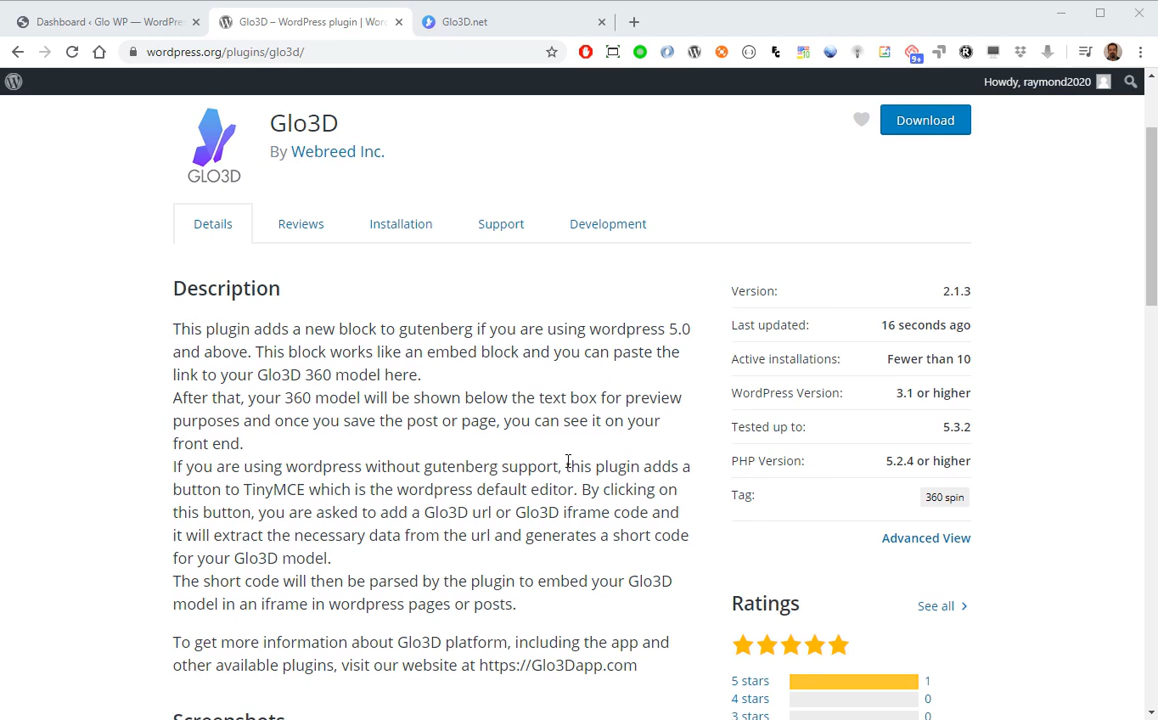 Dashboard ‹ Glo WP — WordPre
Glo3D – WordPress plugin | Wor
Glo3D.net
wordpress.org/plugins/glo3d/
9+
Howdy, raymond2020
GLO3D
Glo3D
By Webreed Inc.
Download
Details
Reviews
Installation
Support
Development
Description
This plugin adds a new block to gutenberg if you are using wordpress 5.0
and above. This block works like an embed block and you can paste the
link to your Glo3D 360 model here.
After that, your 360 model will be shown below the text box for preview
purposes and once you save the post or page, you can see it on your
front end.
If you are using wordpress without gutenberg support, this plugin adds a
button to TinyMCE which is the wordpress default editor. By clicking on
this button, you are asked to add a Glo3D url or Glo3D iframe code and
it will extract the necessary data from the url and generates a short code
for your Glo3D model.
The short code will then be parsed by the plugin to embed your Glo3D
model in an iframe in wordpress pages or posts.
To get more information about Glo3D platform, including the app and
other available plugins, visit our website at https://Glo3Dapp.com
Screenshots
Version: 2.1.3
Last updated: 16 seconds ago
Active installations: Fewer than 10
WordPress Version: 3.1 or higher
Tested up to: 5.3.2
PHP Version: 5.2.4 or higher
Tag: 360 spin
Advanced View
Ratings
See all
5 stars 1
4 stars 0
3 stars 0